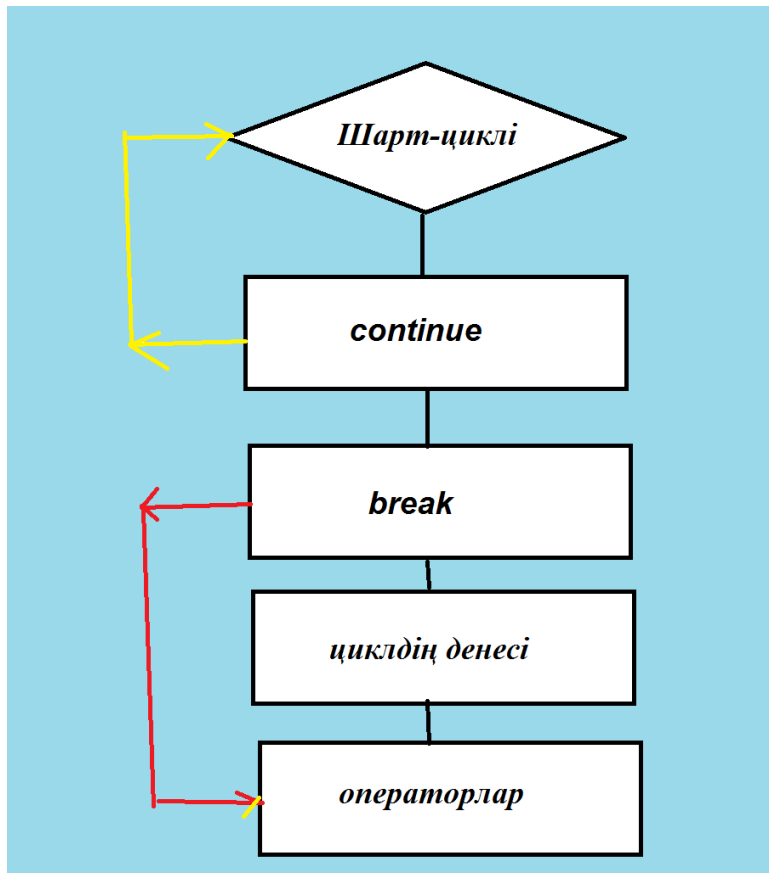 Шарт-циклі
continue
break
циклдің денесі
операторлар